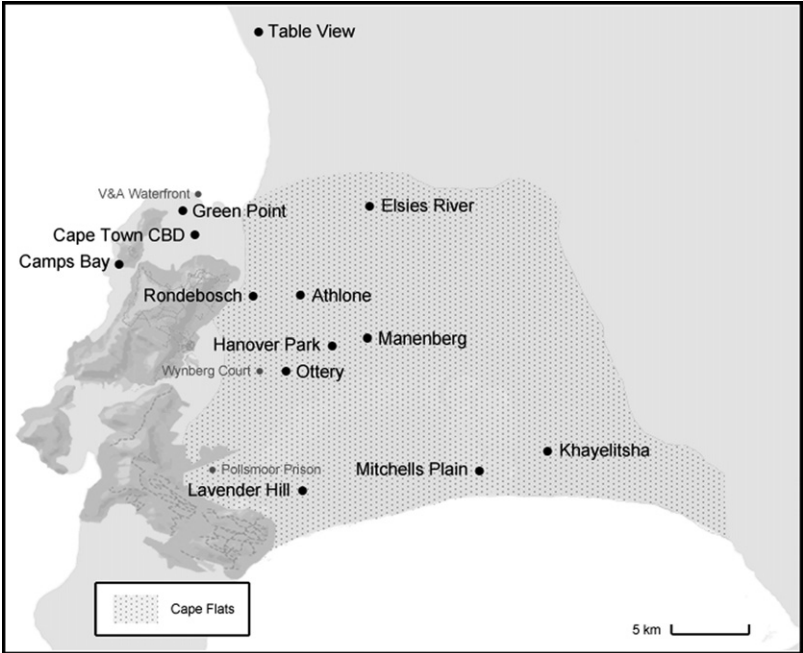 Table View
V&A Waterfront
Green Point
Elsies River
Cape Town CBD
Camps Bay
Rondebosch
Athlone
Hanover Park
Manenberg
Wynberg Court
Ottery
Khayelitsha
Pollsmoor Prison
Mitchells Plain
Lavender Hill
Cape Flats
5 km